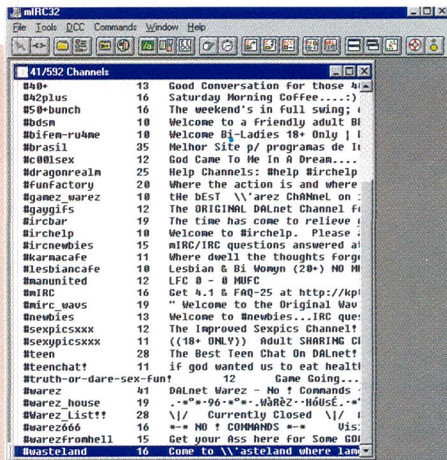 mIRC32
File Tools DCC Commands Window Help
41/592 Channels
#40+ 13 Good Conversation for those
#42plus 16 Saturday Morning Coffee....:)
#50+bunch 16 The weekend's in full swing;
#bdsm 10 Welcome to a friendly adult
#bifem-ru4me 10 Welcome Bi-Ladies 18+ Only |
#brasil 35 Melhor Site p/ programas de
#c00lsex 12 God Came To Me In A Dream....
#dragonrealm 25 Help Channels: #help #irchelp
#funfactory 20 Where the action is and where
#gamez_warez 10 tHe bEsT \\'arez ChANneL on
#gaygifs 12 The ORIGINAL DALnet Channel
#ircbar 19 The time has come to relieve
#irchelp 10 Welcome to #irchelp. Please
#ircnewbies 15 mIRC/IRC questions answered
#karmacafe 11 Where dwell the thoughts
#lesbiancafe 10 Lesbian & Bi Womyn (20+) NO
#manunited 12 LFC 0 - 0 MUFC
#mIRC 16 Get 4.1 & FAQ-25 at
#mirc_wavs 19 " Welcome to the Original Wav
#newbies 13 Welcome to #newbies...IRC
#sexpicsxxx 12 The Improved Sexpics Channel!
#sexypicsxxx 11 ((18+ ONLY)) Adult SHARING
#teen 28 The Best Teen Chat On DALnet!
#teenchat! 11 if god wanted us to eat
#truth-or-dare-sex-fun! 12 Game Going...
#warez 41 DALnet Warez - No ! Commands
#warez_house 19
#Warez_List!! 28 \|/ Currently Closed \|/
#warez666 16 *-* NO ! COMMANDS *-*
#warezfromhell 15 Get your Ass here for Some
#wasteland 16 Come to \\'asteland where